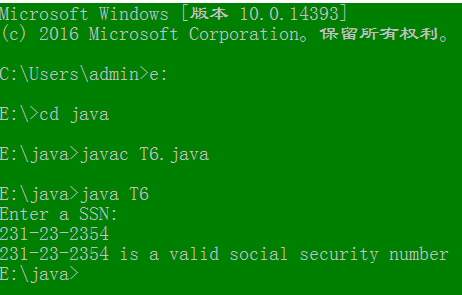 Microsoft Windows [版本 10.0.14393]
(c) 2016 Microsoft Corporation。保留所有权利。
C:\Users\admin>e:
E:\>cd java
E:\java>javac T6.java
E:\java>java T6
Enter a SSN:
231-23-2354
231-23-2354 is a valid social security number
E:\java>